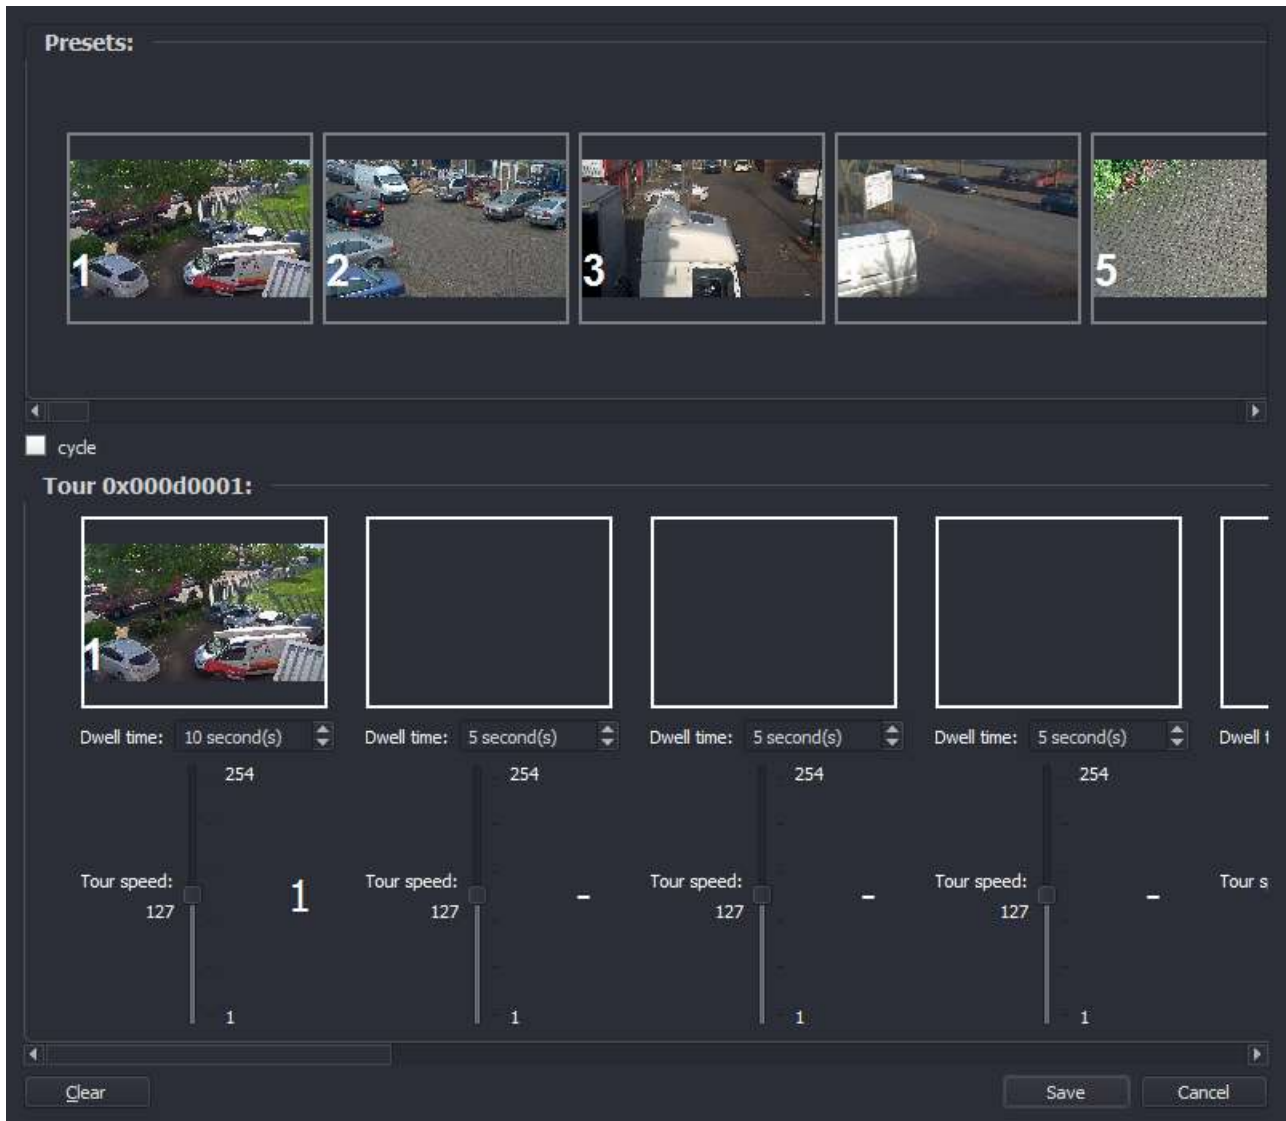 Presets:
1
2
3
5
cycle
Tour 0x000d0001:
1
Dwell time: 10 second(s) Dwell time: 5 second(s) Dwell time: 5 second(s) Dwell time: 5 second(s) Dwell t
254 254 254 254
Tour speed: Tour speed: Tour speed: Tour speed: Tour s
127 1 127 - 127 - 127 -
1 1 1 1
Clear Save Cancel